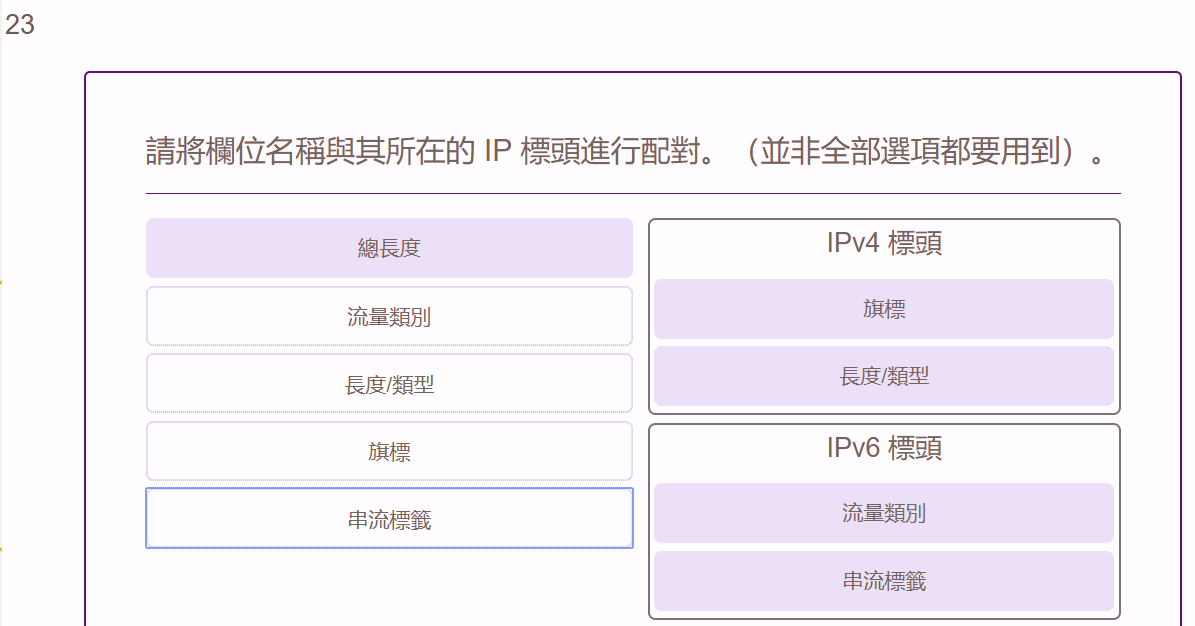 23
請將欄位名稱與其所在的 IP 標頭進行配對。（並非全部選項都要用到）。
總長度
流量類別
長度/類型
旗標
串流標籤
IPv4 標頭
旗標
長度/類型
IPv6 標頭
流量類別
串流標籤